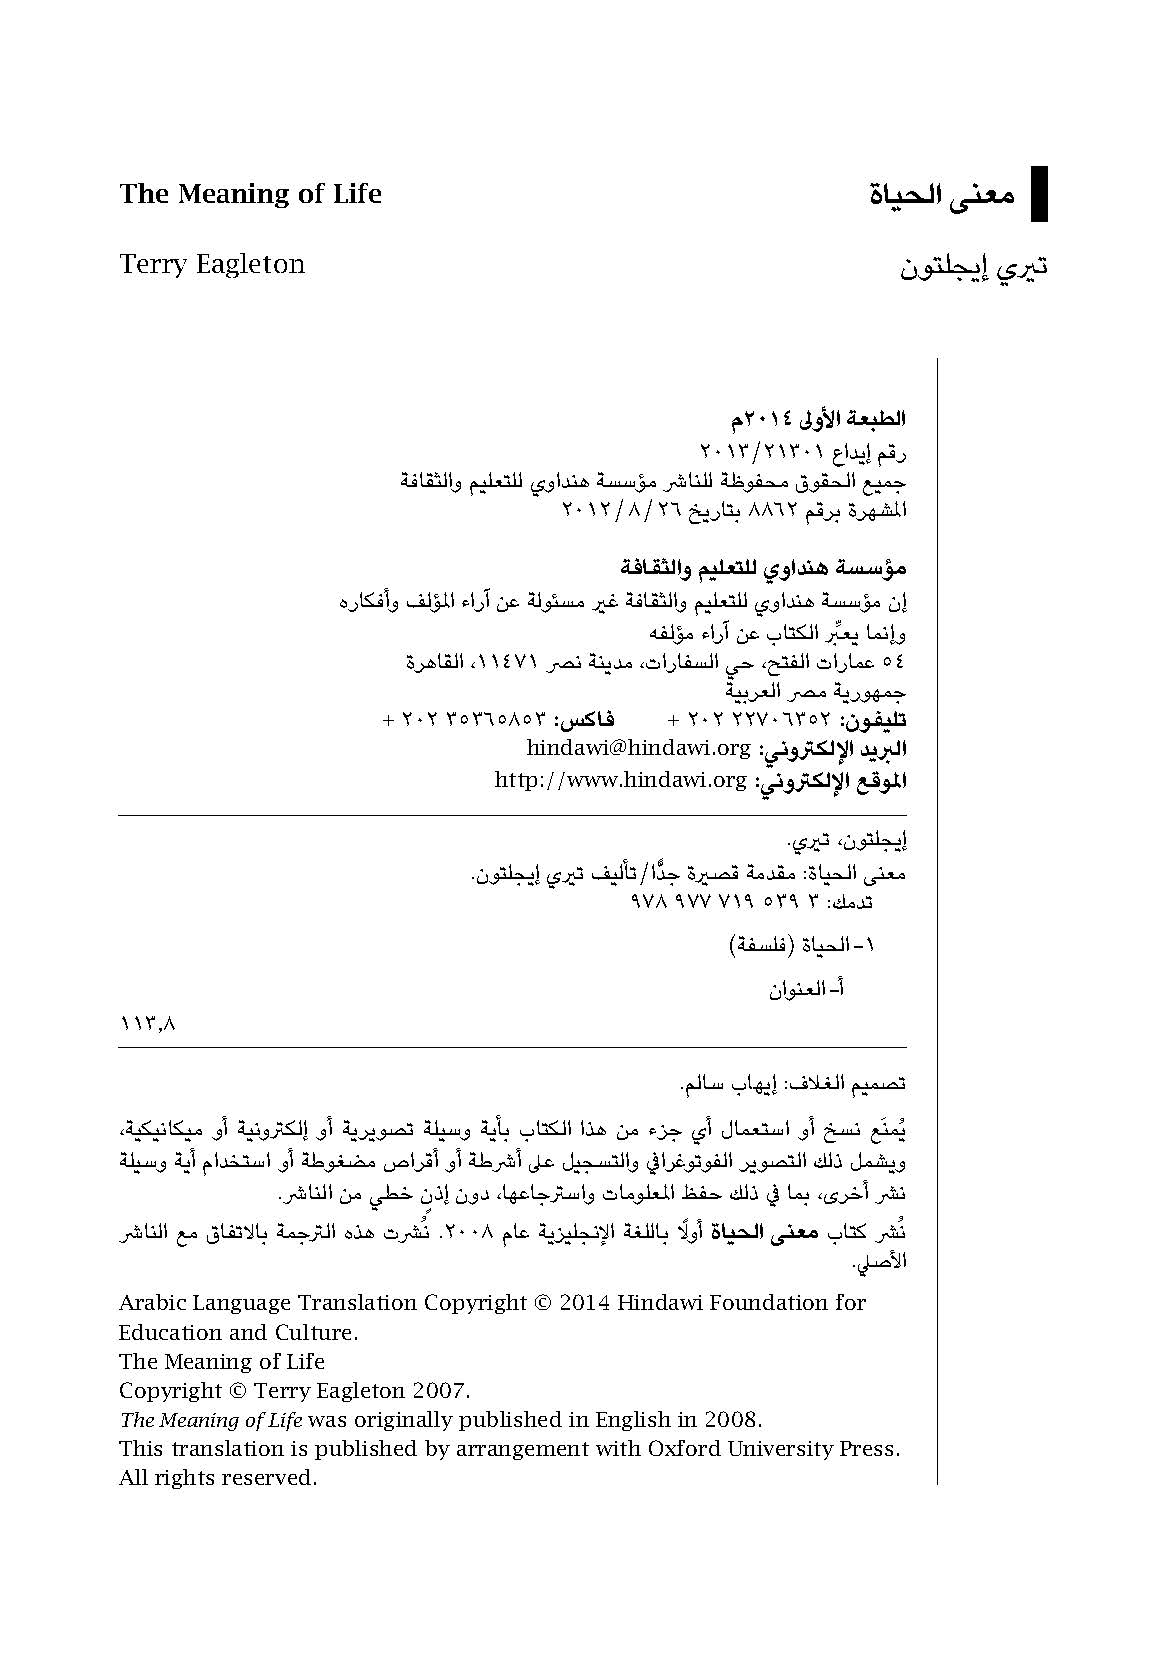 The Meaning of Life
معنى الحياة
Terry Eagleton
تيري إيجلتون
الطبعة الأولى ٢٠١٤م
رقم إيداع ٢١٣٠١/٢٠١٣
جميع الحقوق محفوظة للناشر مؤسسة هنداوي للتعليم والثقافة
المشهرة برقم ٨٨٦٢ بتاريخ ٢٦/٨/٢٠١٢
مؤسسة هنداوي للتعليم والثقافة
إن مؤسسة هنداوي للتعليم والثقافة غير مسئولة عن آراء المؤلف وأفكاره
وإنما يعبِّر الكتاب عن آراء مؤلفه
٥٤ عمارات الفتح، حي السفارات، مدينة نصر ١١٤٧١، القاهرة
جمهورية مصر العربية
تليفون: ٢٢٧٠٦٣٥٢ ٢٠٢ + فاكس: ٣٥٣٦٥٨٥٣ ٢٠٢ +
البريد الإلكتروني: hindawi@hindawi.org
الموقع الإلكتروني: http://www.hindawi.org
إيجلتون، تيري.
معنى الحياة: مقدمة قصيرة جدًّا/تأليف تيري إيجلتون.
تدمك: ٣ ٥٣٩ ٧١٩ ٩٧٧ ٩٧٨
١- الحياة (فلسفة)
أ- العنوان
١١٣,٨
تصميم الغلاف: إيهاب سالم.
يُمنَع نسخ أو استعمال أي جزء من هذا الكتاب بأية وسيلة تصويرية أو إلكترونية أو ميكانيكية،
ويشمل ذلك التصوير الفوتوغرافي والتسجيل على أشرطة أو أقراص مضغوطة أو استخدام أية وسيلة
نشر أخرى، بما في ذلك حفظ المعلومات واسترجاعها، دون إذنٍ خطي من الناشر.
نُشر كتاب معنى الحياة أولًا باللغة الإنجليزية عام ٢٠٠٨. نُشرت هذه الترجمة بالاتفاق مع الناشر
الأصلي.
Arabic Language Translation Copyright © 2014 Hindawi Foundation for
Education and Culture.
The Meaning of Life
Copyright © Terry Eagleton 2007.
The Meaning of Life was originally published in English in 2008.
This translation is published by arrangement with Oxford University Press.
All rights reserved.